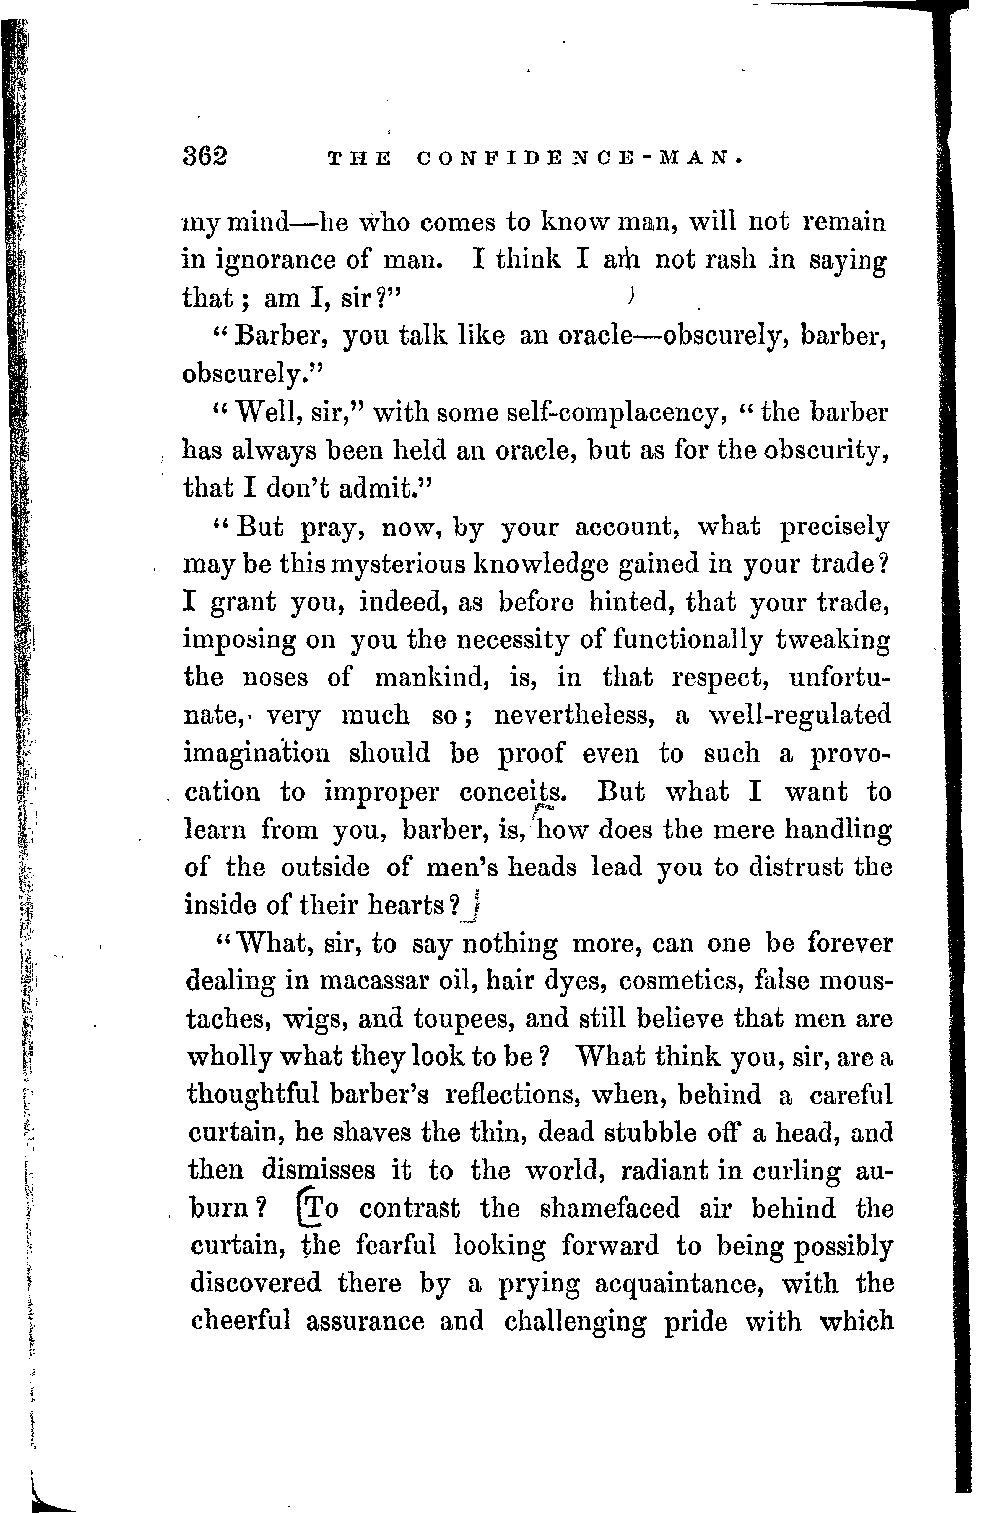 362 THE CONFIDENCE-MAN.
my mind—he who comes to know man, will not remain
in ignorance of man. I think I am not rash in saying
that; am I, sir?"
"Barber, you talk like an oracle—obscurely, barber,
obscurely."
"Well, sir," with some self-complacency, "the barber
has always been held an oracle, but as for the obscurity,
that I don't admit."
"But pray, now, by your account, what precisely
may be this mysterious knowledge gained in your trade?
I grant you, indeed, as before hinted, that your trade,
imposing on you the necessity of functionally tweaking
the noses of mankind, is, in that respect, unfortu-
nate, very much so; nevertheless, a well-regulated
imagination should be proof even to such a provo-
cation to improper conceits. But what I want to
learn from you, barber, is, how does the mere handling
of the outside of men's heads lead you to distrust the
inside of their hearts?
"What, sir, to say nothing more, can one be forever
dealing in macassar oil, hair dyes, cosmetics, false mous-
taches, wigs, and toupees, and still believe that men are
wholly what they look to be? What think you, sir, are a
thoughtful barber's reflections, when, behind a careful
curtain, he shaves the thin, dead stubble off a head, and
then dismisses it to the world, radiant in curling au-
burn? To contrast the shamefaced air behind the
curtain, the fearful looking forward to being possibly
discovered there by a prying acquaintance, with the
cheerful assurance and challenging pride with which